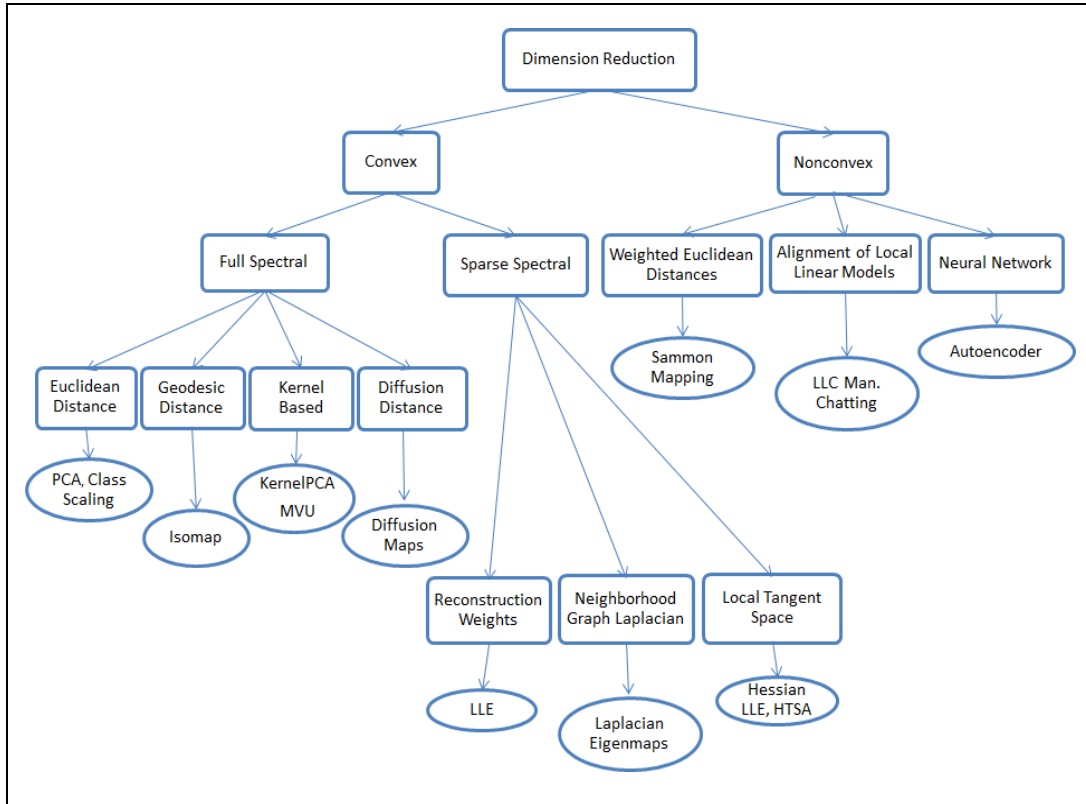 Dimension Reduction
Convex
Nonconvex
Full Spectral
Sparse Spectral
Weighted Euclidean
Distances
Alignment of Local
Linear Models
Neural Network
Sammon
Mapping
LLC Man.
Chatting
Autoencoder
Euclidean
Distance
Geodesic
Distance
Kernel
Based
Diffusion
Distance
PCA, Class
Scaling
Isomap
KernelPCA
MVU
Diffusion
Maps
Reconstruction
Weights
Neighborhood
Graph Laplacian
Local Tangent
Space
LLE
Laplacian
Eigenmaps
Hessian
LLE, HTSA